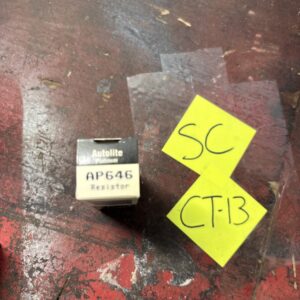 Autolite
Platinum
AP646
Resistor
SC
CT-13